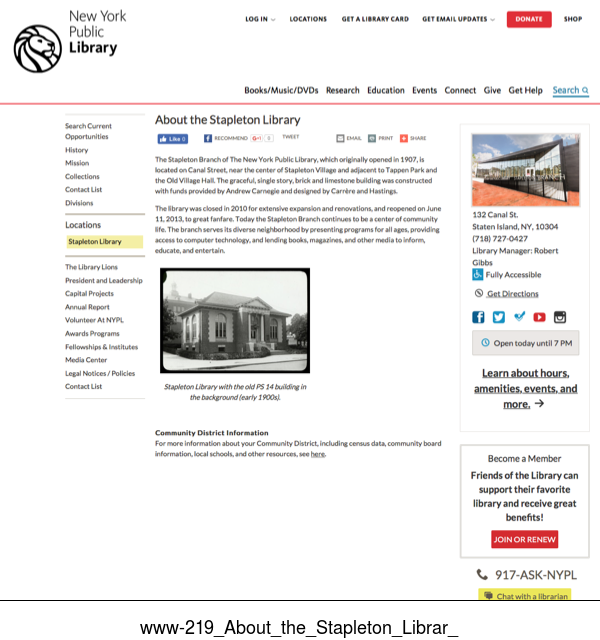 New York
Public
Library
LOG IN
LOCATIONS
GET A LIBRARY CARD
GET EMAIL UPDATES
DONATE
SHOP
Books/Music/DVDs
Research
Education
Events
Connect
Give
Get Help
Search
Search Current
Opportunities
History
Mission
Collections
Contact List
Divisions
Locations
Stapleton Library
The Library Lions
President and Leadership
Capital Projects
Annual Report
Volunteer At NYPL
Awards Programs
Fellowships & Institutes
Media Center
Legal Notices / Policies
Contact List
About the Stapleton Library
Like 0
RECOMMEND
G+1
0
TWEET
EMAIL
PRINT
SHARE
The Stapleton Branch of The New York Public Library, which originally opened in 1907, is
located on Canal Street, near the center of Stapleton Village and adjacent to Tappen Park and
the Old Village Hall. The graceful, single story, brick and limestone building was constructed
with funds provided by Andrew Carnegie and designed by Carrère and Hastings.
The library was closed in 2010 for extensive expansion and renovations, and reopened on June
11, 2013, to great fanfare. Today the Stapleton Branch continues to be a center of community
life. The branch serves its diverse neighborhood by presenting programs for all ages, providing
access to computer technology, and lending books, magazines, and other media to inform,
educate, and entertain.
Stapleton Library with the old PS 14 building in
the background (early 1900s).
Community District Information
For more information about your Community District, including census data, community board
information, local schools, and other resources, see here.
132 Canal St.
Staten Island, NY, 10304
(718) 727-0427
Library Manager: Robert
Gibbs
Fully Accessible
Get Directions
Open today until 7 PM
Learn about hours,
amenities, events, and
more. →
Become a Member
Friends of the Library can
support their favorite
library and receive great
benefits!
JOIN OR RENEW
917-ASK-NYPL
Chat with a librarian
www-219_About_the_Stapleton_Librar_